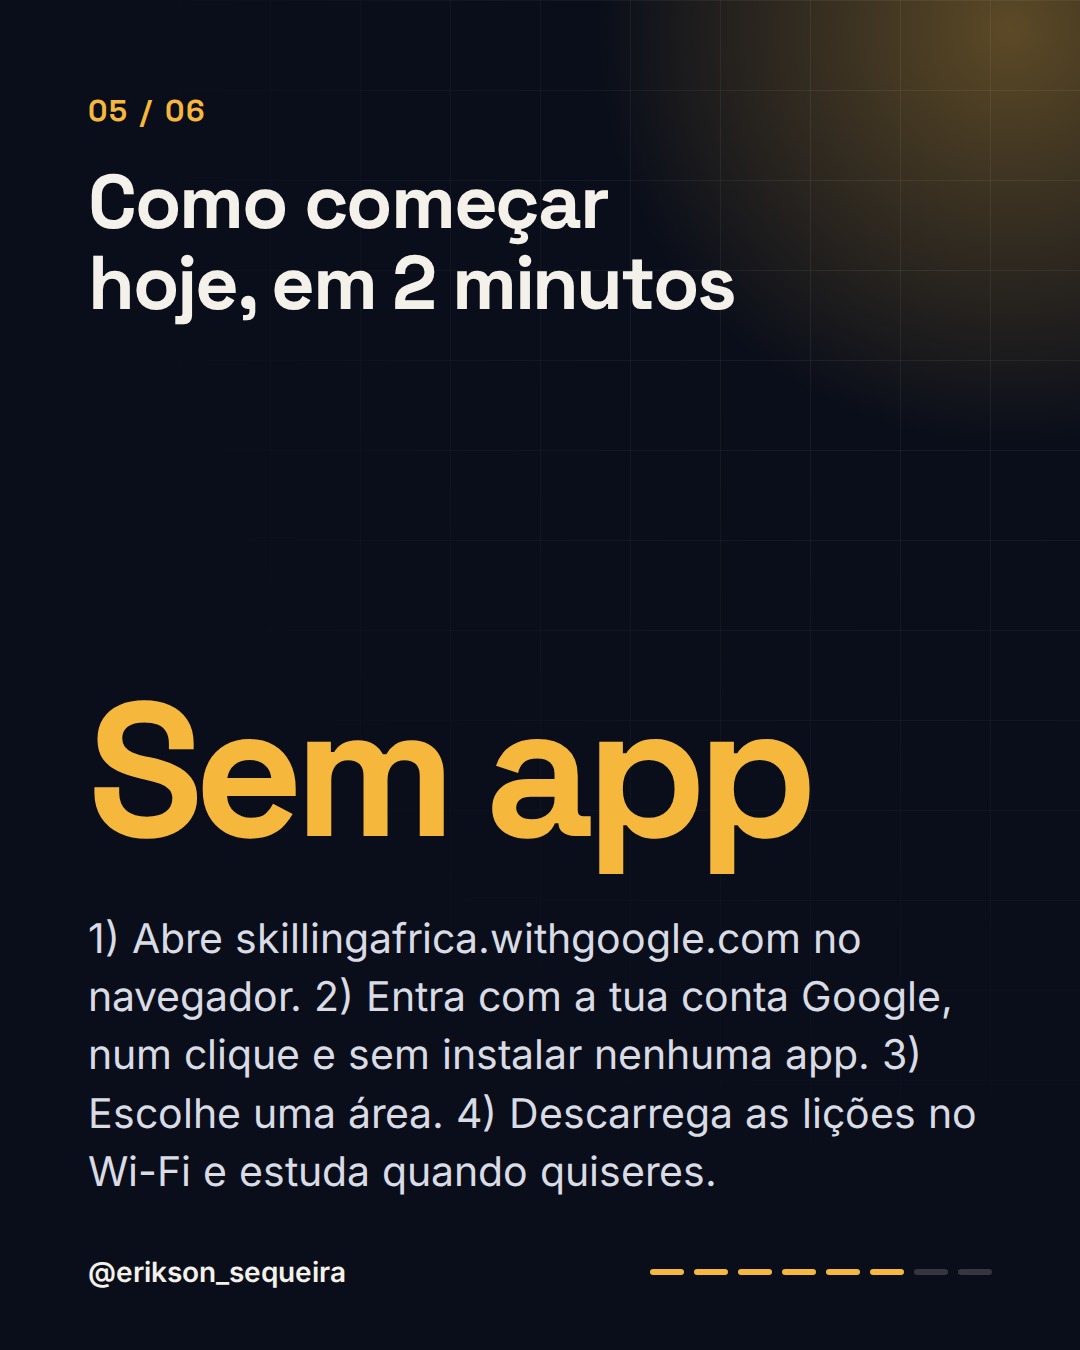 05 / 06
Como começar
hoje, em 2 minutos
Sem app
1) Abre skillingafrica.withgoogle.com no
navegador. 2) Entra com a tua conta Google,
num clique e sem instalar nenhuma app. 3)
Escolhe uma área. 4) Descarrega as lições no
Wi-Fi e estuda quando quiseres.
@erikson_sequeira